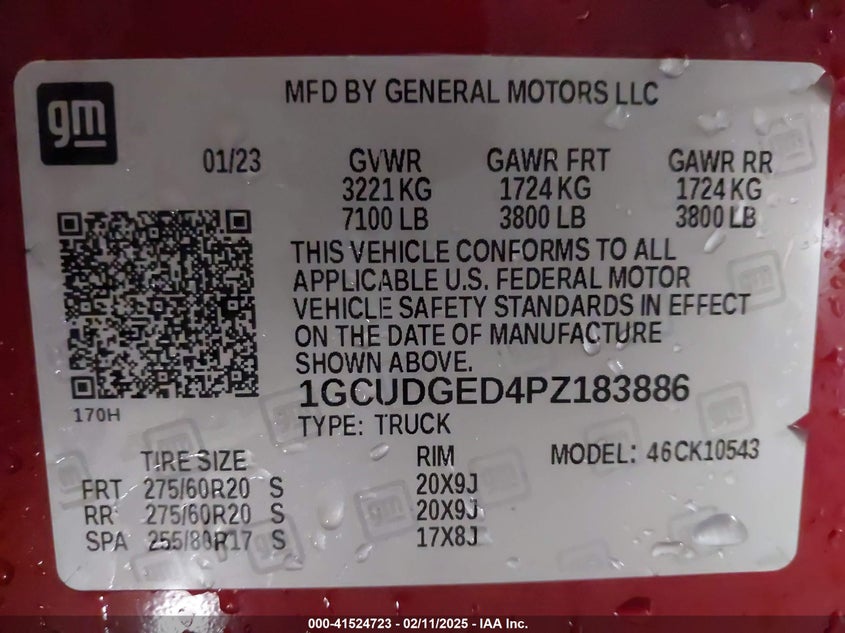 gm
MFD BY GENERAL MOTORS LLC
01/23 GVWR GAWR FRT GAWR RR
3221 KG 1724 KG 1724 KG
7100 LB 3800 LB 3800 LB
THIS VEHICLE CONFORMS TO ALL
APPLICABLE U.S. FEDERAL MOTOR
VEHICLE SAFETY STANDARDS IN EFFECT
ON THE DATE OF MANUFACTURE
SHOWN ABOVE.
1GCUDGED4PZ183886
170H
TYPE: TRUCK
TIRE SIZE RIM MODEL: 46CK10543
FRT 275/60R20 S 20X9J
RR 275/60R20 S 20X9J
SPA 255/80R17 S 17X8J
000-41524723 - 02/11/2025 - IAA Inc.